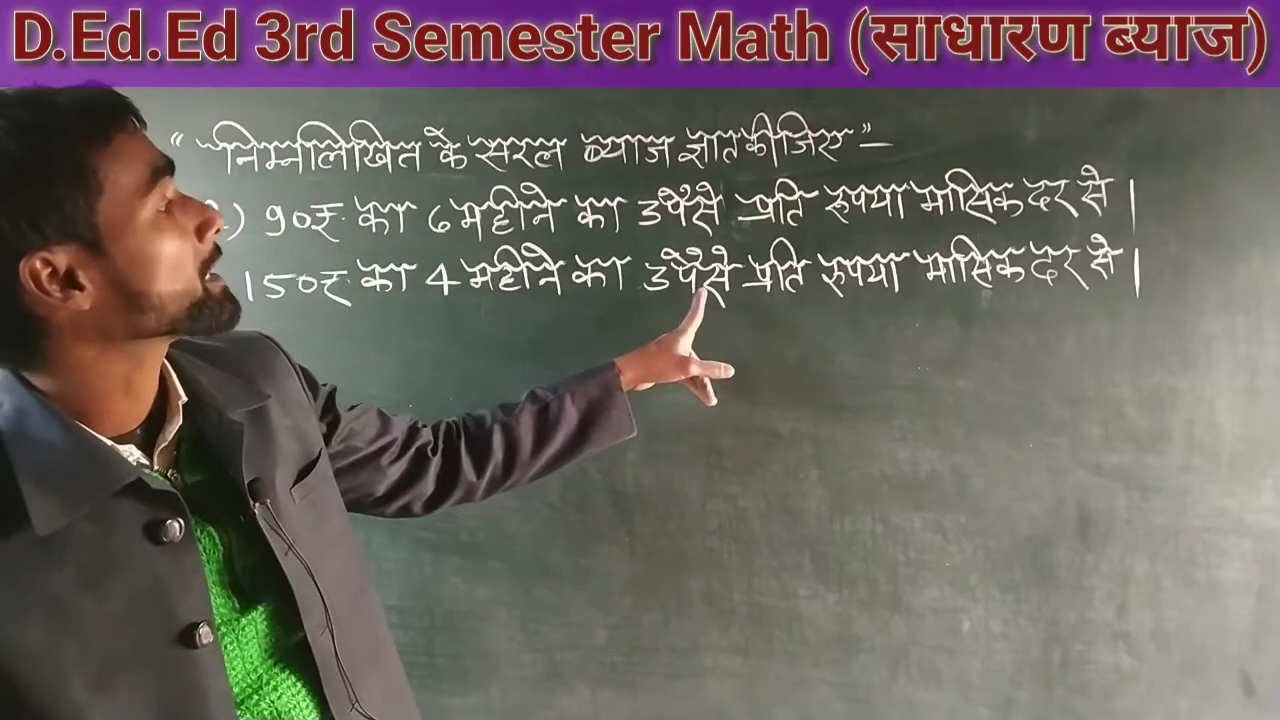 D.Ed.Ed 3rd Semester Math (साधारण ब्याज)
" निम्नलिखित के सरल ब्याज ज्ञात कीजिए " –
) 90₹ का 6 महीने का 3 पैसे प्रति रुपया मासिक दर से |
150₹ का 4 महीने का 3 पैसे प्रति रुपया मासिक दर से |